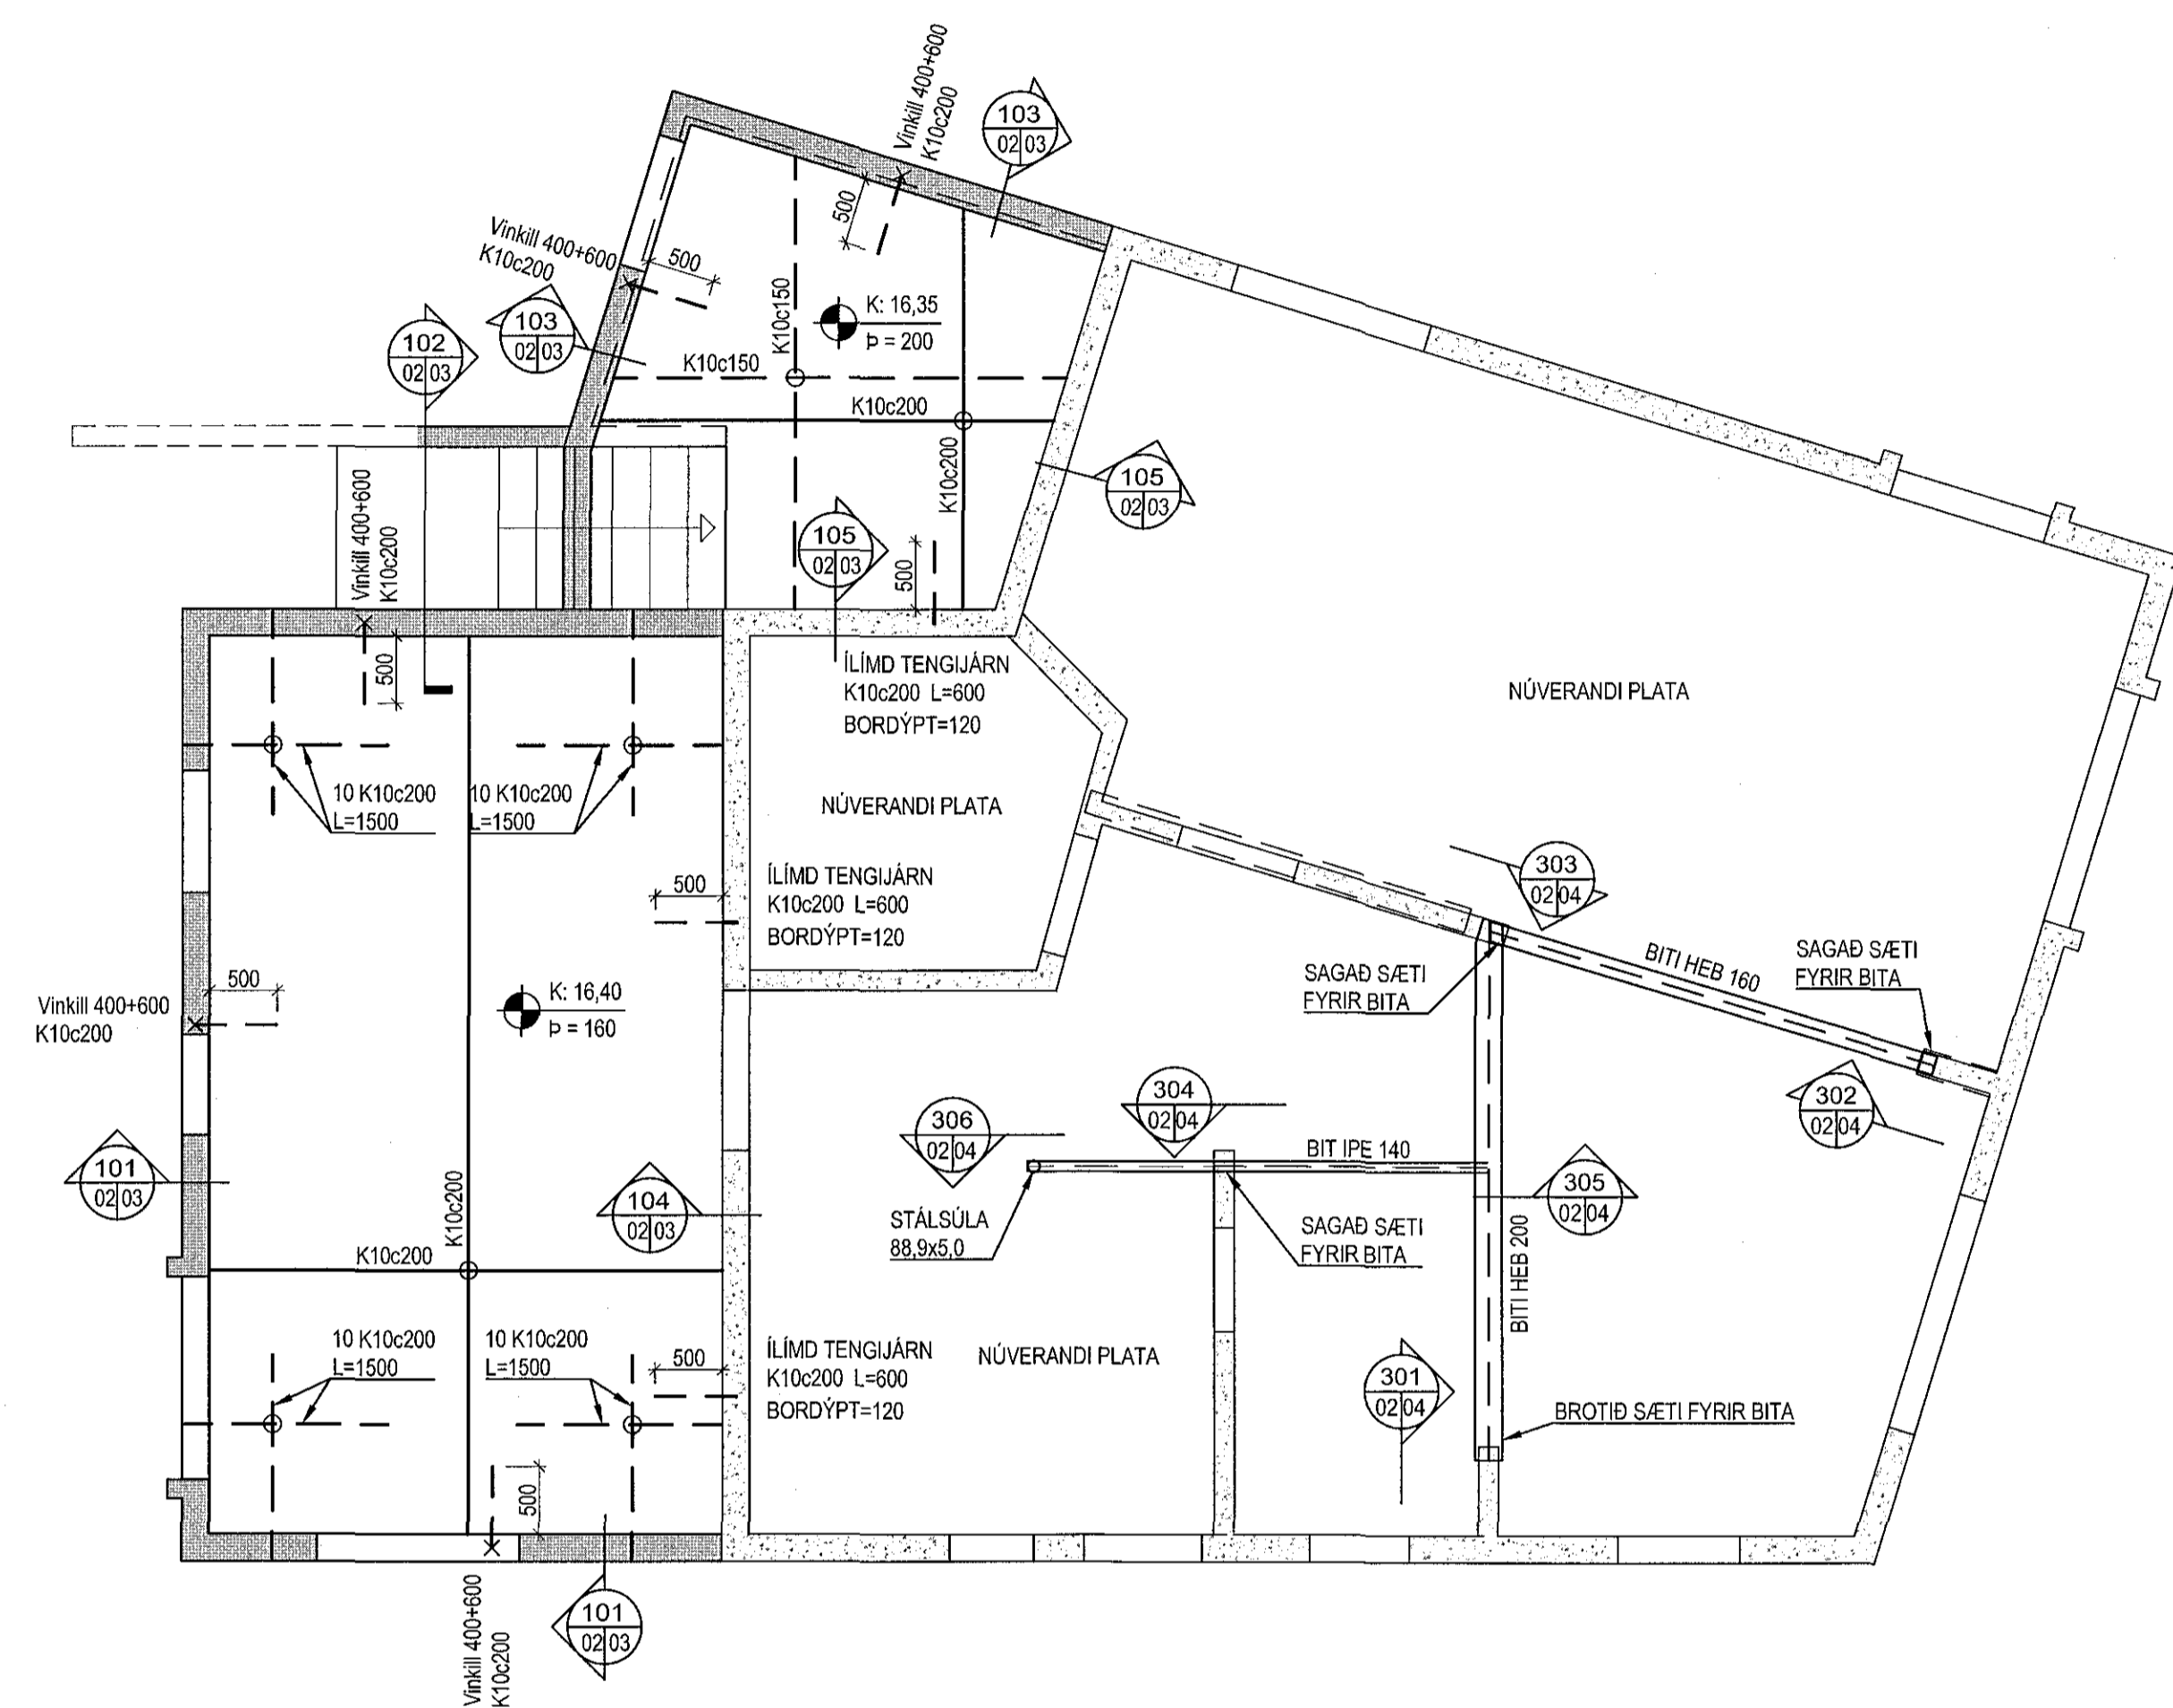 Vinkill 400+600
K10c200
103
02 03
500
Vinkill 400+600
K10c200
500
103
02 03
102
02 03
K10c150
K: 16,35
Þ = 200
K10c150
K10c200
K10c200
105
02 03
105
02 03
500
Vinkill 400+600
K10c200
500
ÍLÍMD TENGIJÁRN
K10c200 L=600
BORDÝPT=120
NÚVERANDI PLATA
10 K10c200
L=1500
10 K10c200
L=1500
NÚVERANDI PLATA
303
02 04
500
ÍLÍMD TENGIJÁRN
K10c200 L=600
BORDÝPT=120
BITI HEB 160
SAGAÐ SÆTI
FYRIR BITA
SAGAÐ SÆTI
FYRIR BITA
500
Vinkill 400+600
K10c200
K: 16,40
Þ = 160
306
02 04
304
02 04
302
02 04
BIT IPE 140
101
02 03
K10c200
104
02 03
305
02 04
STÁLSÚLA
88,9x5,0
SAGAÐ SÆTI
FYRIR BITA
BITI HEB 200
K10c200
10 K10c200
L=1500
10 K10c200
L=1500
500
ÍLÍMD TENGIJÁRN
K10c200 L=600
BORDÝPT=120
NÚVERANDI PLATA
301
02 04
BROTIÐ SÆTI FYRIR BITA
500
Vinkill 400+600
K10c200
101
02 03